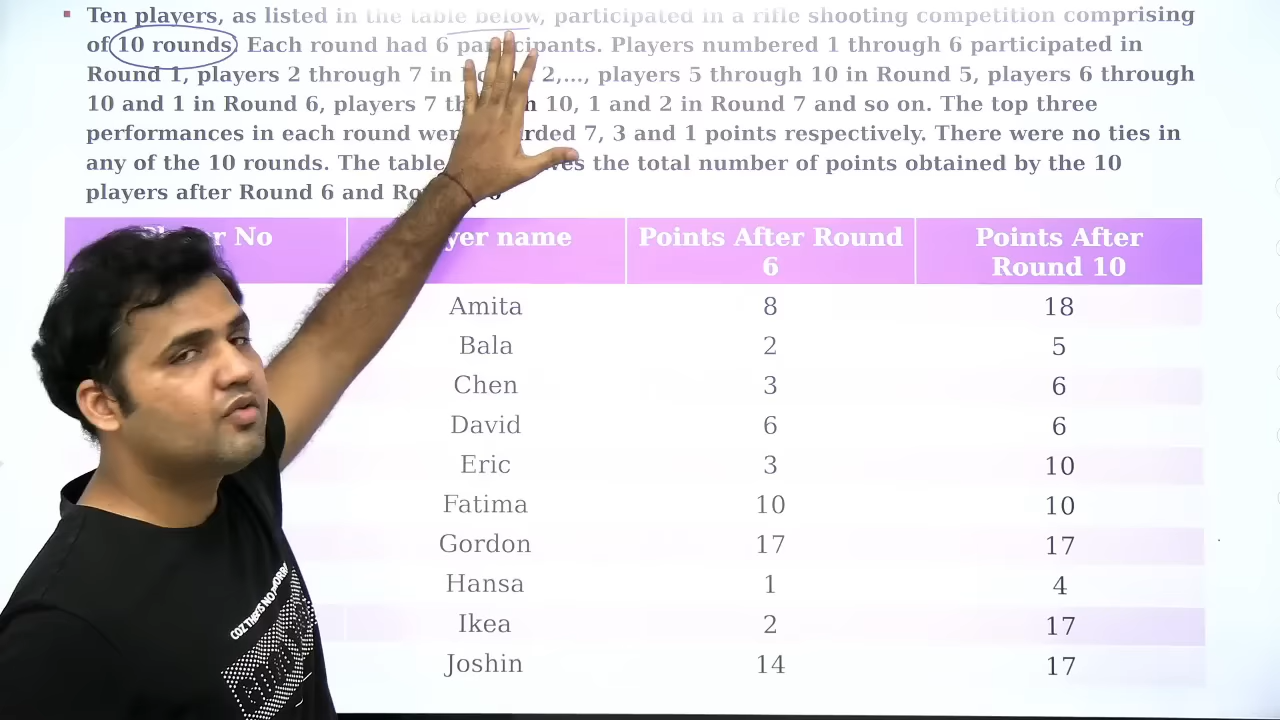 Ten players, as listed in the table below, participated in a rifle shooting competition comprising
of 10 rounds. Each round had 6 participants. Players numbered 1 through 6 participated in
Round 1, players 2 through 7 in 2,..., players 5 through 10 in Round 5, players 6 through
10 and 1 in Round 6, players 7 10, 1 and 2 in Round 7 and so on. The top three
performances in each round 7, 3 and 1 points respectively. There were no ties in
any of the 10 rounds. The table the total number of points obtained by the 10
players after Round 6 and
No name Points After Round 6 Points After Round 10
Amita 8 18
Bala 2 5
Chen 3 6
David 6 6
Eric 3 10
Fatima 10 10
Gordon 17 17
Hansa 1 4
Ikea 2 17
Joshin 14 17